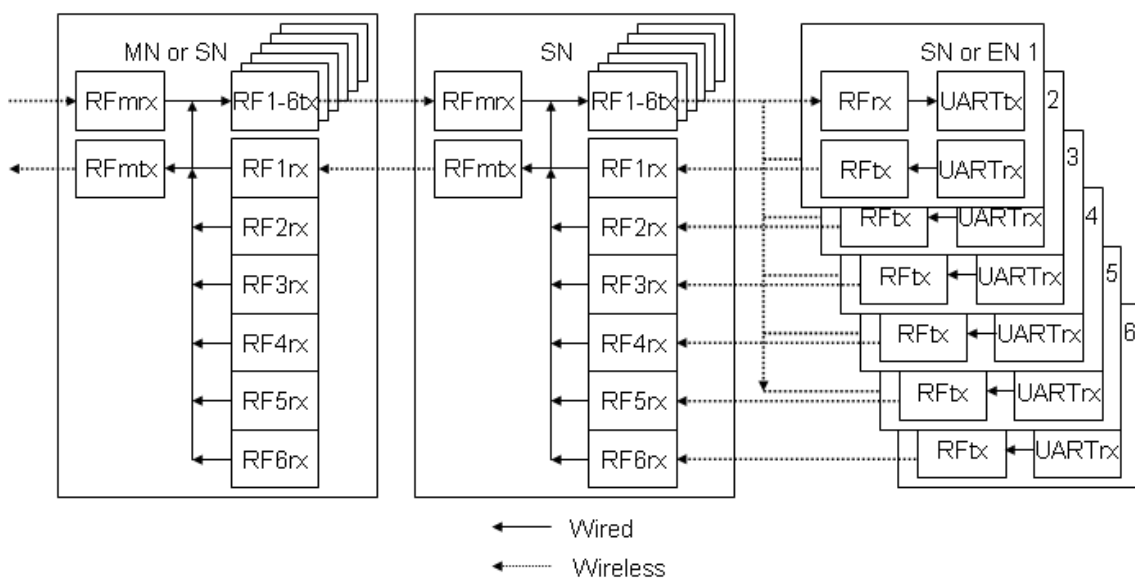 MN or SN
RFmrx
RF1-6tx
RFmtx
RF1rx
RF2rx
RF3rx
RF4rx
RF5rx
RF6rx
SN
RFmrx
RF1-6tx
RFmtx
RF1rx
RF2rx
RF3rx
RF4rx
RF5rx
RF6rx
SN or EN 1
RFrx
UARTtx
RFtx
UARTrx
2
RFtx
UARTrx
3
RFtx
UARTrx
4
RFtx
UARTrx
5
RFtx
UARTrx
6
RFtx
UARTrx
Wired
Wireless